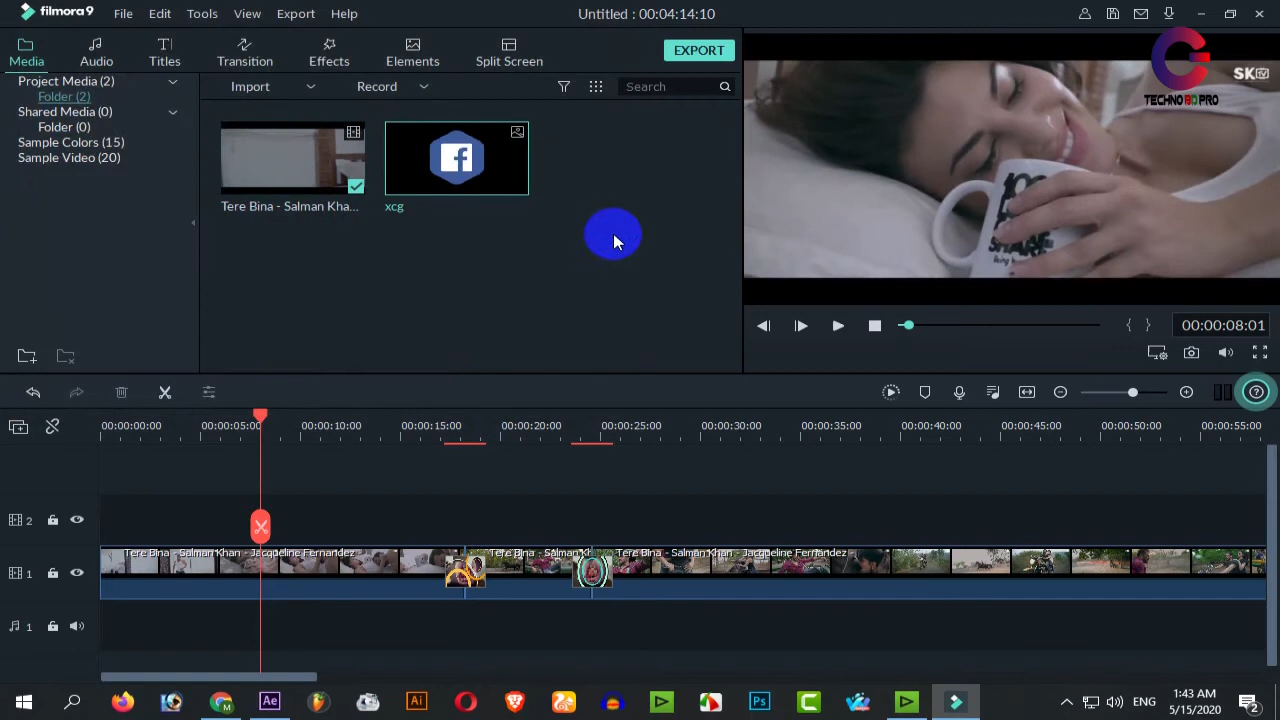 filmora9 File Edit Tools View Export Help Untitled : 00:04:14:10
Media Audio Titles Transition Effects Elements Split Screen EXPORT
Project Media (2)
Folder (2)
Shared Media (0)
Folder (0)
Sample Colors (15)
Sample Video (20)
Import Record Search
Tere Bina - Salman Kha... xcg
SKTV
TECHNO BD PRO
00:00:08:01
00:00:00:00 00:00:05:00 00:00:10:00 00:00:15:00 00:00:20:00 00:00:25:00 00:00:30:00 00:00:35:00 00:00:40:00 00:00:45:00 00:00:50:00 00:00:55:00
2
Tere Bina - Salman Khan - Jacqueline Fernandez Tere Bina - Salman Kh Tere Bina - Salman Khan - Jacqueline Fernandez
1
1
Ae Ai Ps ENG 1:43 AM
5/15/2020 2